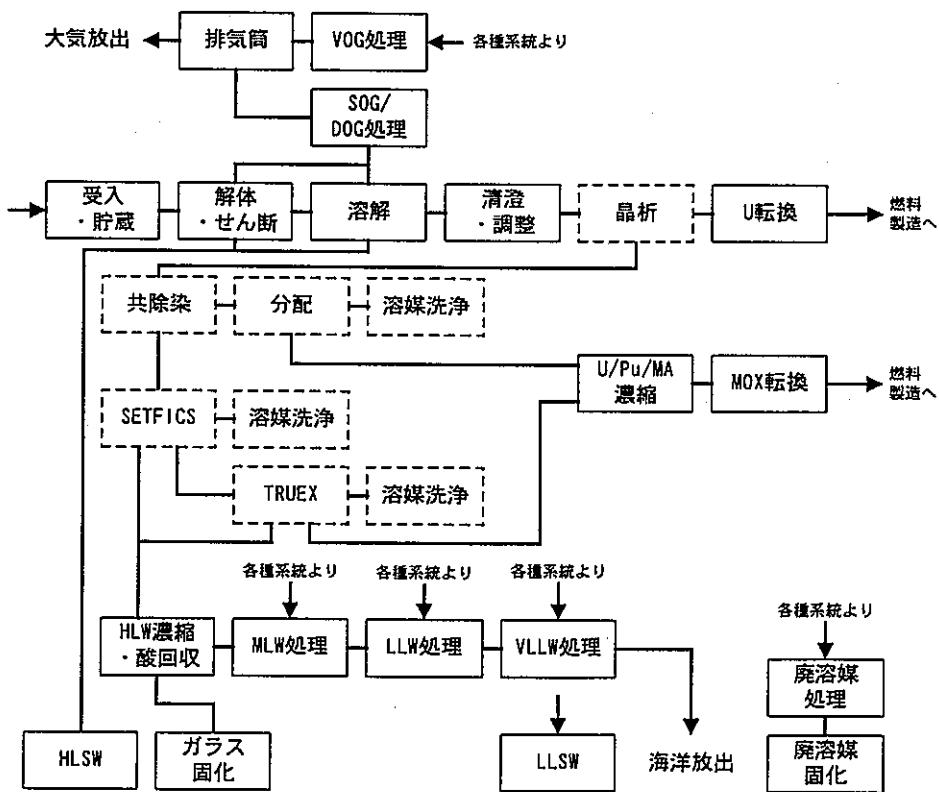 大気放出
排気筒
VOG処理
各種系統より
SOG/
DOG処理
受入
・貯蔵
解体
・せん断
溶解
清澄
・調整
晶析
U転換
燃料
製造へ
共除染
分配
溶媒洗浄
U/Pu/MA
濃縮
MOX転換
燃料
製造へ
SETFICS
溶媒洗浄
TRUEX
溶媒洗浄
各種系統より
各種系統より
各種系統より
各種系統より
HLW濃縮
・酸回収
MLW処理
LLW処理
VLLW処理
廃溶媒
処理
HLSW
ガラス
固化
LLSW
海洋放出
廃溶媒
固化